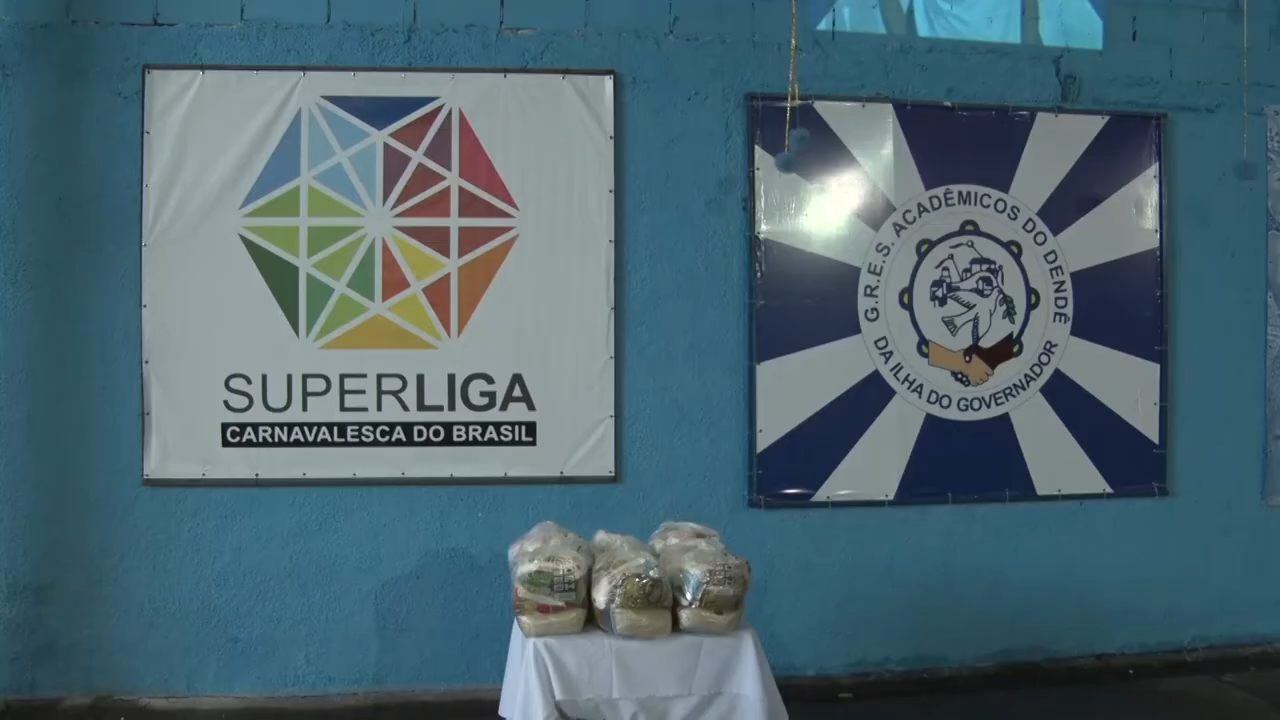 SUPERLIGA
CARNAVALESCA DO BRASIL
G.R.E.S. ACADÊMICOS DO DENDÊ
DA ILHA DO GOVERNADOR